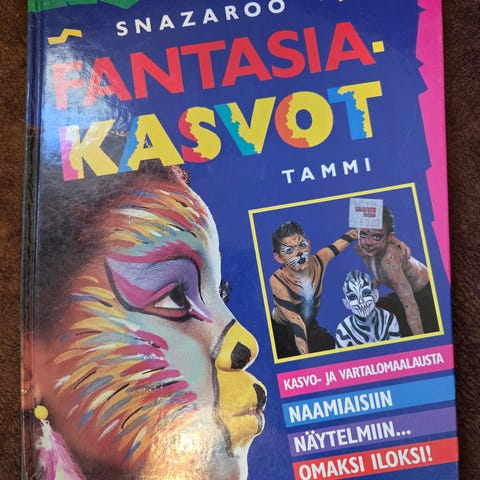 SNAZAROO
FANTASIA-
KASVOT
TAMMI
KASVO- JA VARTALOMAALAUSTA
NAAMIAISIIN
NÄYTELMIIN...
OMAKSI ILOKSI!